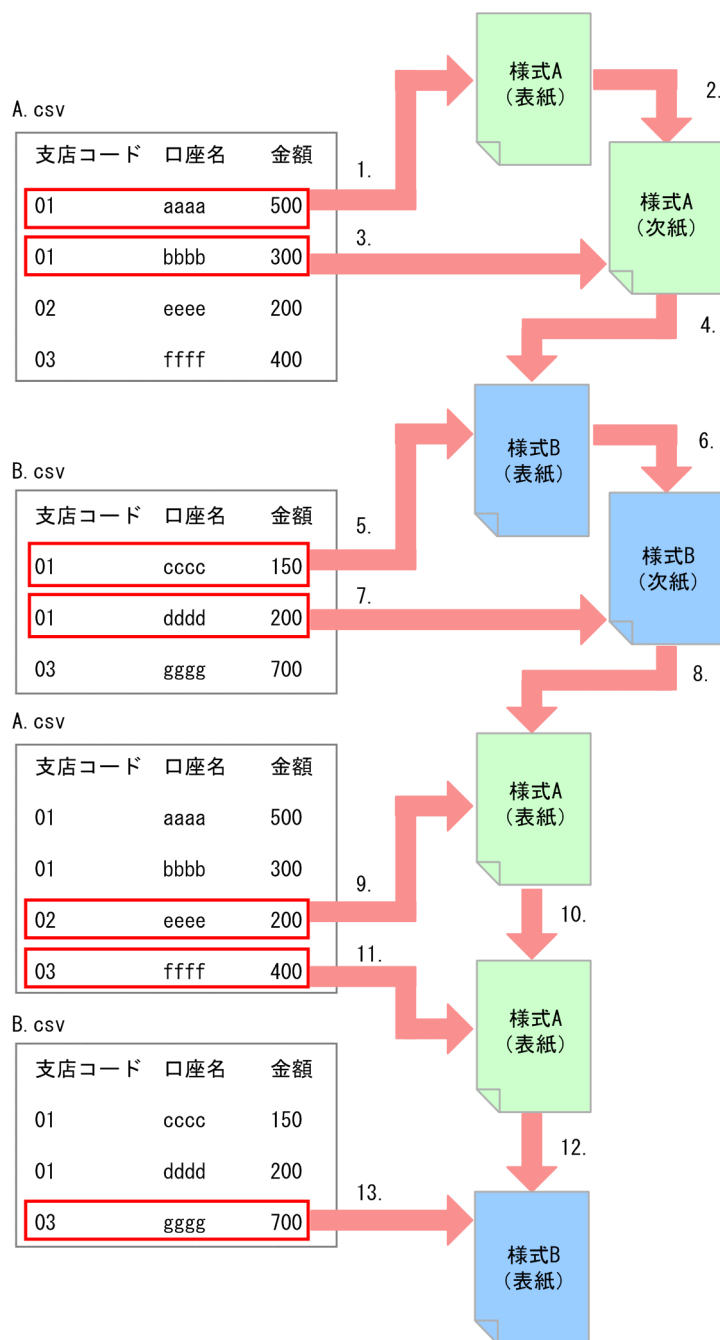 様式A
(表紙)
2.
A.csv
支店コード 口座名 金額
1.
01 aaaa 500
様式A
(次紙)
3.
01 bbbb 300
02 eeee 200
4.
03 ffff 400
様式B
(表紙)
6.
B.csv
支店コード 口座名 金額
5.
01 cccc 150
様式B
(次紙)
7.
01 dddd 200
03 gggg 700
8.
A.csv
支店コード 口座名 金額
様式A
(表紙)
01 aaaa 500
01 bbbb 300
9.
02 eeee 200
10.
11.
03 ffff 400
様式A
(表紙)
B.csv
支店コード 口座名 金額
01 cccc 150
12.
01 dddd 200
13.
03 gggg 700
様式B
(表紙)